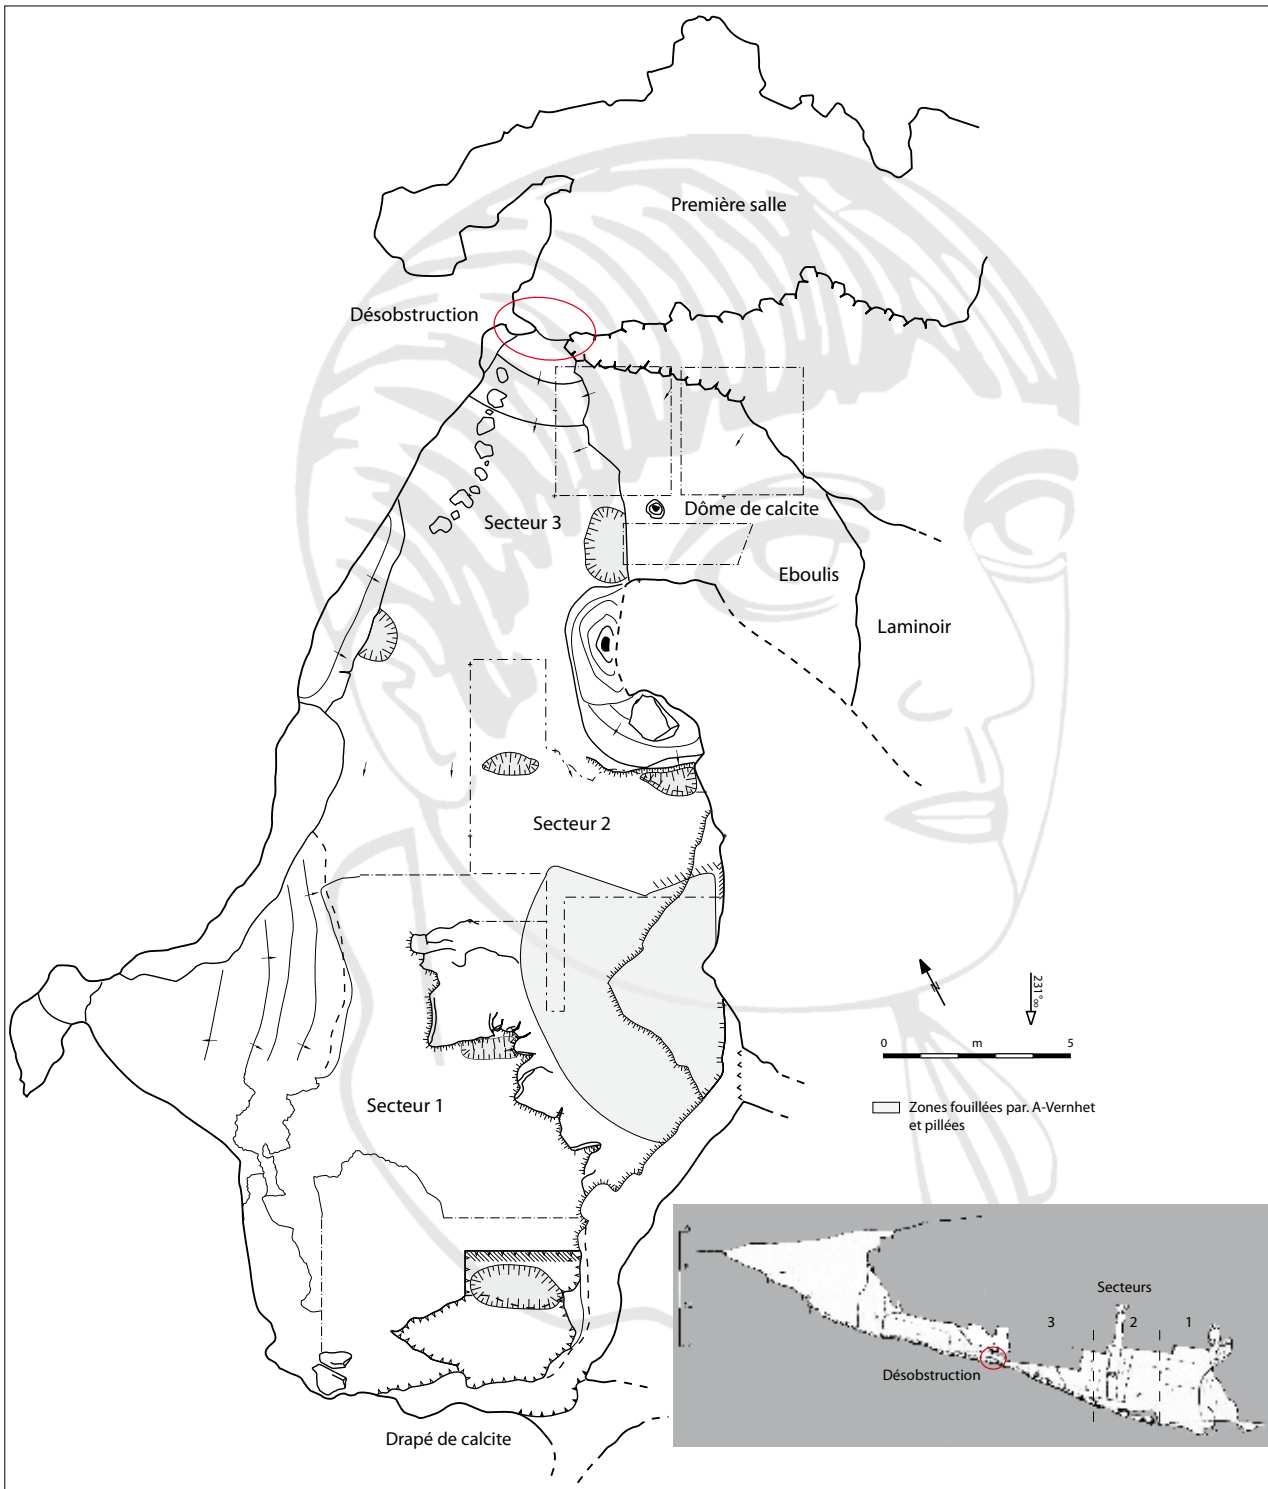 Première salle
Désobstruction
Secteur 3
Dôme de calcite
Eboulis
Laminoir
Secteur 2
N
231°
0 m 5
Secteur 1
Zones fouillées par. A-Vernhet
et pillées
Secteurs
3 2 1
Désobstruction
Drapé de calcite